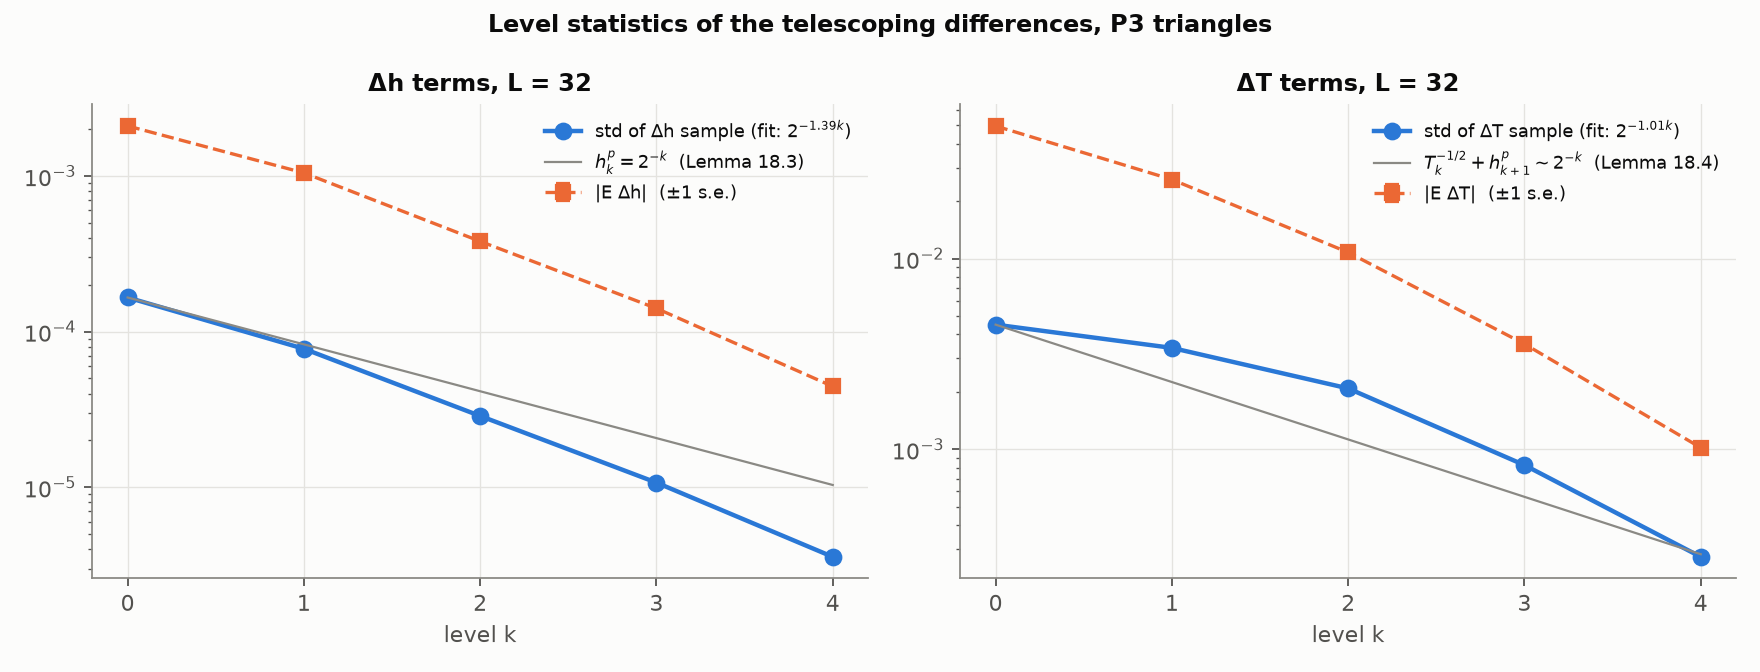 Level statistics of the telescoping differences, P3 triangles
Δh terms, L = 32
std of Δh sample (fit: 2^{−1.39k})
h_k^p = 2^{−k} (Lemma 18.3)
|E Δh| (±1 s.e.)
10^{−3}
10^{−4}
10^{−5}
0 1 2 3 4
level k
ΔT terms, L = 32
std of ΔT sample (fit: 2^{−1.01k})
T_k^{−1/2} + h_{k+1}^p ~ 2^{−k} (Lemma 18.4)
|E ΔT| (±1 s.e.)
10^{−2}
10^{−3}
0 1 2 3 4
level k